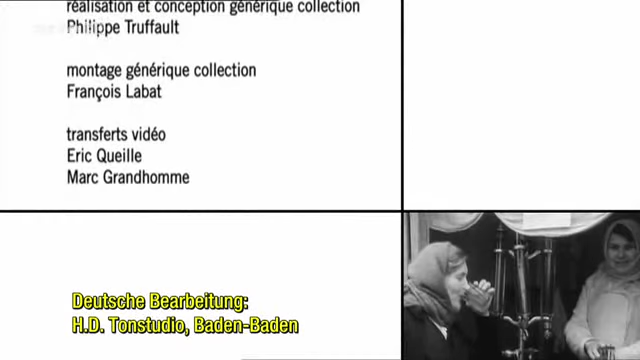 réalisation et conception générique collection
Philippe Truffault
montage générique collection
François Labat
transferts vidéo
Eric Queille
Marc Grandhomme
Deutsche Bearbeitung:
H.D. Tonstudio, Baden-Baden